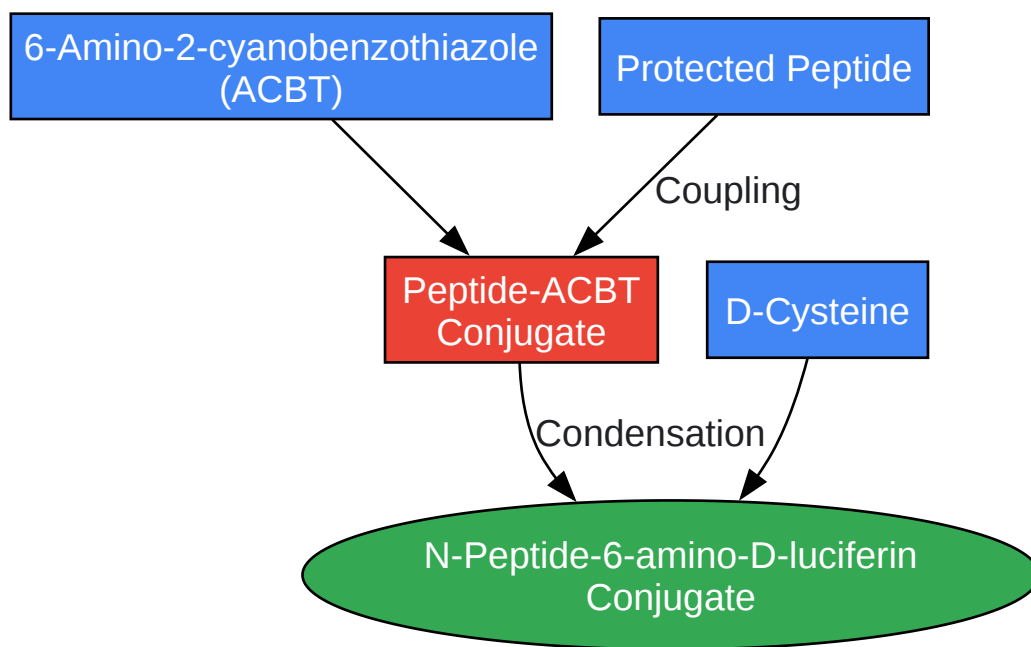 6-Amino-2-cyanobenzothiazole
(ACBT)
Protected Peptide
Coupling
Peptide-ACBT
Conjugate
D-Cysteine
Condensation
N-Peptide-6-amino-D-luciferin
Conjugate